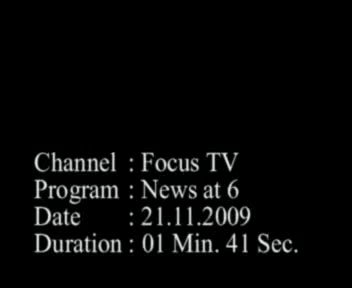 Channel : Focus TV
Program : News at 6
Date : 21.11.2009
Duration : 01 Min. 41 Sec.